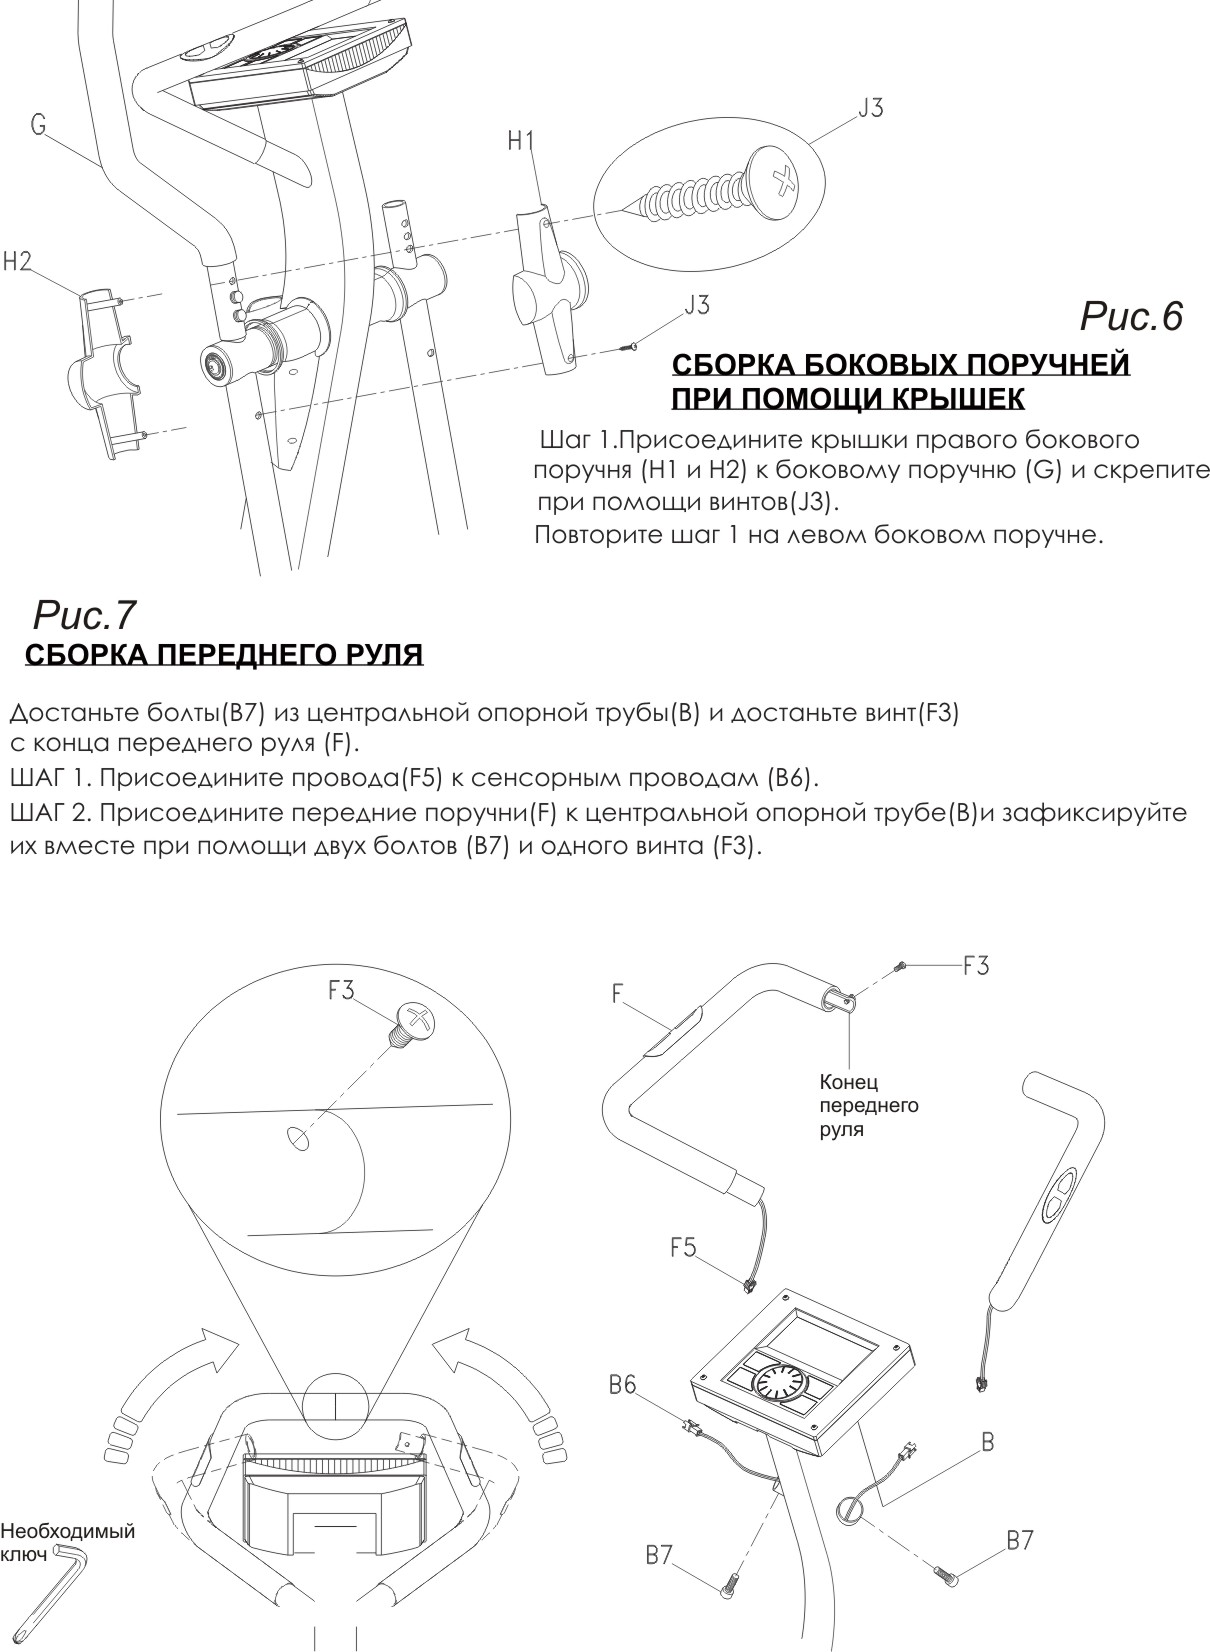 G
J3
H1
H2
J3
Рис.6
СБОРКА БОКОВЫХ ПОРУЧНЕЙ
ПРИ ПОМОЩИ КРЫШЕК
Шаг 1.Присоедините крышки правого бокового
поручня (H1 и H2) к боковому поручню (G) и скрепите
при помощи винтов(J3).
Повторите шаг 1 на левом боковом поручне.
Рис.7
СБОРКА ПЕРЕДНЕГО РУЛЯ
Достаньте болты(B7) из центральной опорной трубы(B) и достаньте винт(F3)
с конца переднего руля (F).
ШАГ 1. Присоедините провода(F5) к сенсорным проводам (B6).
ШАГ 2. Присоедините передние поручни(F) к центральной опорной трубе(B)и зафиксируйте
их вместе при помощи двух болтов (B7) и одного винта (F3).
F3
F
F3
Конец
переднего
руля
F5
B6
B
B7
B7
Необходимый
ключ